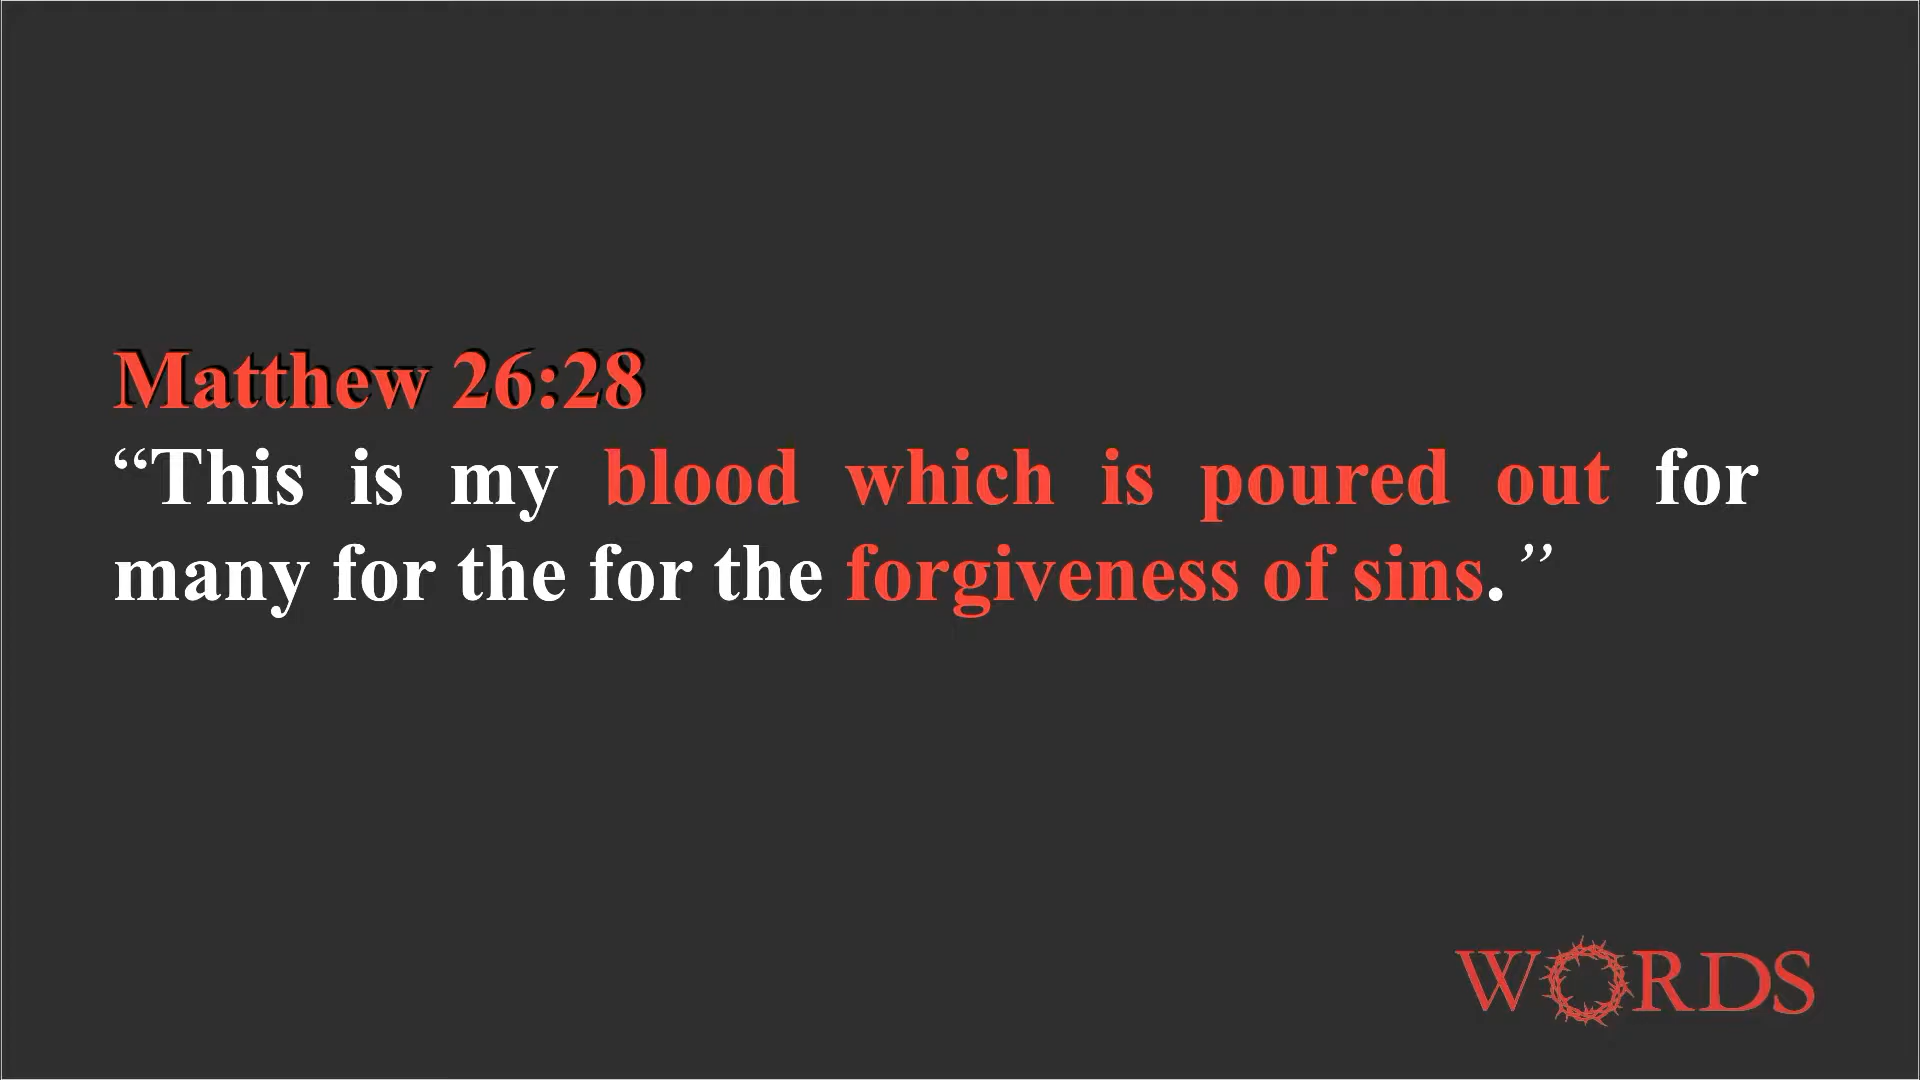 Matthew 26:28
“This is my blood which is poured out for
many for the for the forgiveness of sins.”
WORDS